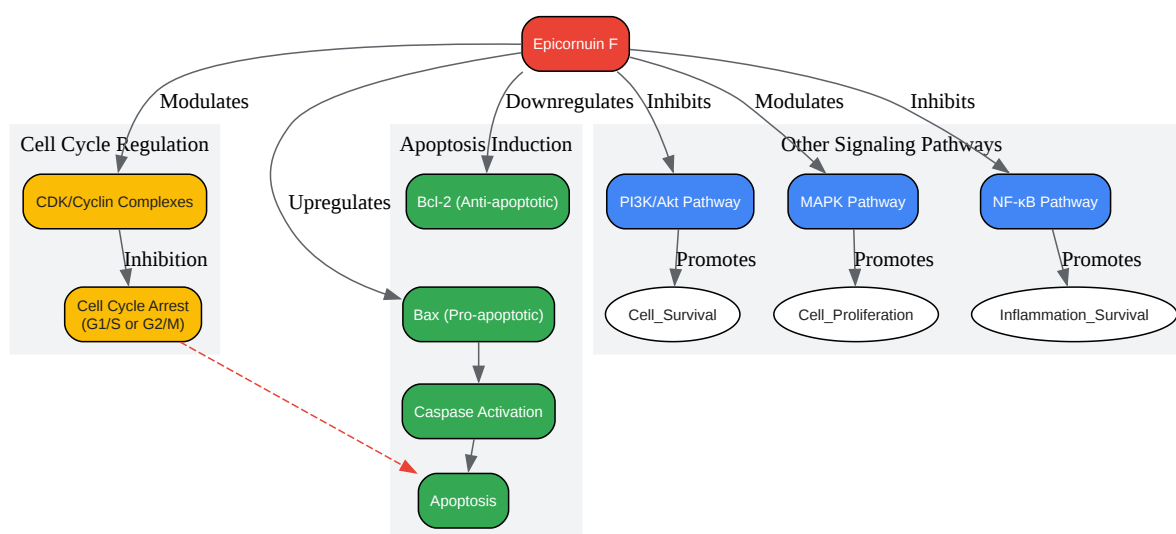 Epicornuin F
Modulates
Downregulates
Inhibits
Modulates
Inhibits
Cell Cycle Regulation
Apoptosis Induction
Other Signaling Pathways
CDK/Cyclin Complexes
Upregulates
Bcl-2 (Anti-apoptotic)
PI3K/Akt Pathway
MAPK Pathway
NF-κB Pathway
Inhibition
Promotes
Promotes
Promotes
Cell Cycle Arrest
(G1/S or G2/M)
Bax (Pro-apoptotic)
Cell_Survival
Cell_Proliferation
Inflammation_Survival
Caspase Activation
Apoptosis